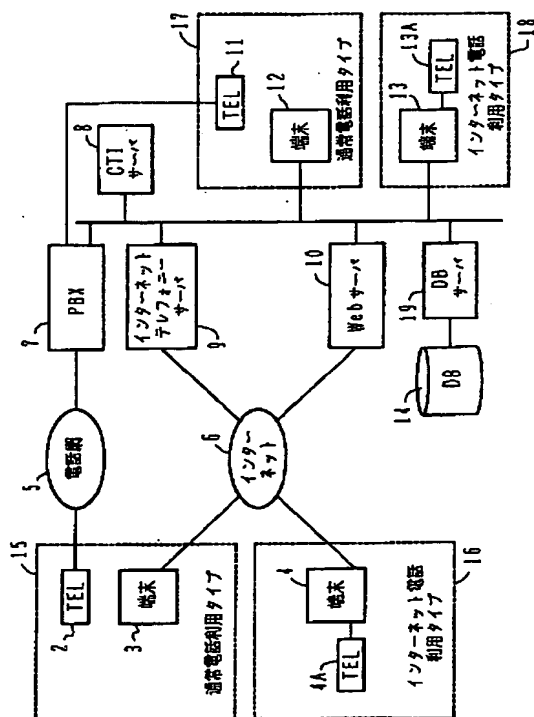 15
2
TEL
3
端末
通常電話利用タイプ
5
電話網
6
インター
ネット
4
端末
4A
TEL
インターネット電話
利用タイプ
16
7
PBX
8
CTI
サーバ
インターネット
テレフォニー
サーバ
9
10
Webサーバ
DB
サーバ
19
14
DB
17
TEL
11
12
端末
通常電話利用タイプ
13
端末
13A
TEL
インターネット電話
利用タイプ
18